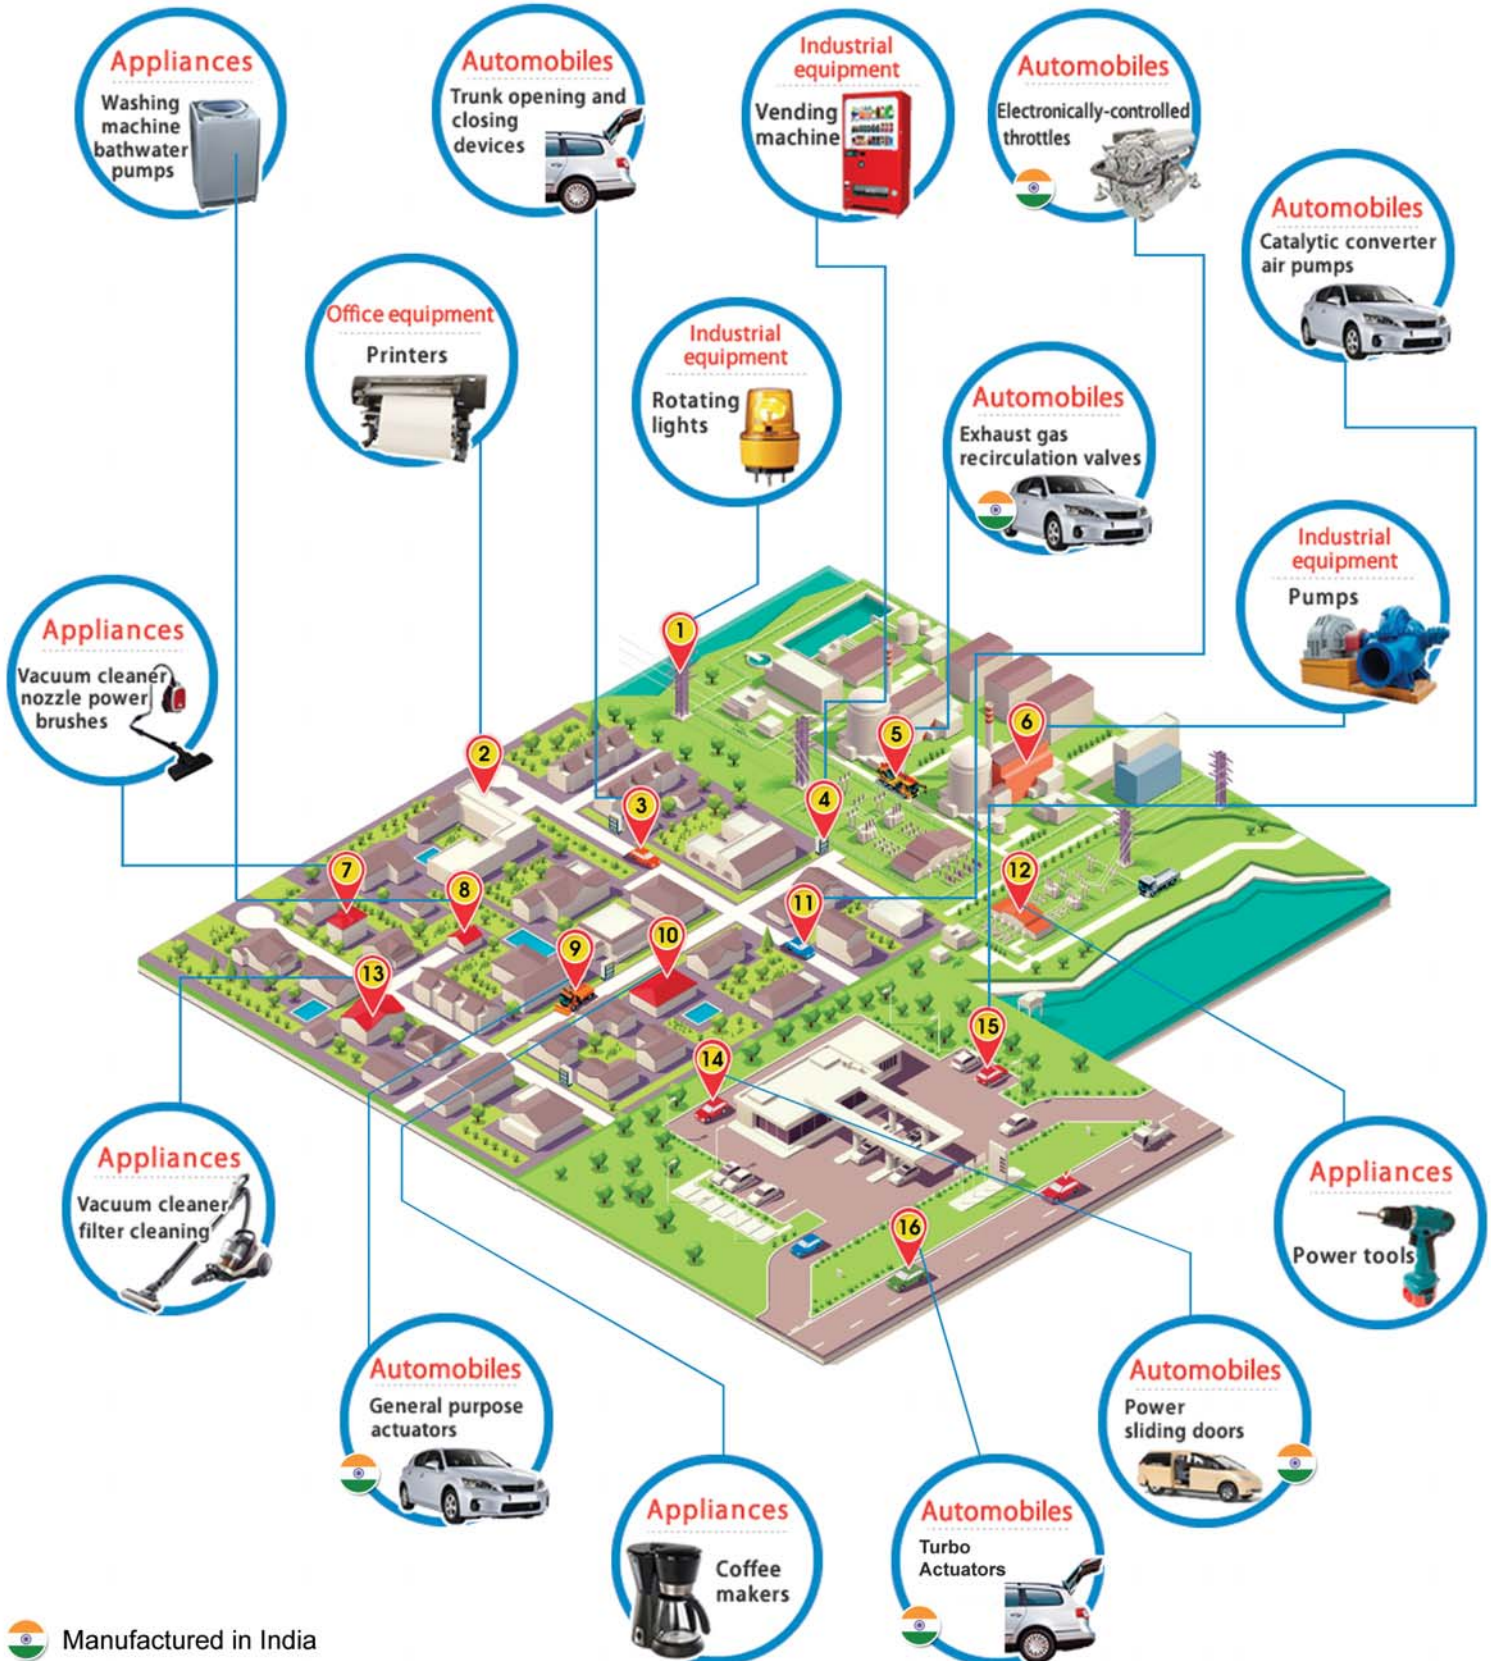 Appliances
Washing
machine
bathwater
pumps
Automobiles
Trunk opening and
closing
devices
Industrial
equipment
Vending
machine
Automobiles
Electronically-controlled
throttles
Automobiles
Catalytic converter
air pumps
Office equipment
Printers
Industrial
equipment
Rotating
lights
Automobiles
Exhaust gas
recirculation valves
Industrial
equipment
Pumps
Appliances
Vacuum cleaner
nozzle power
brushes
1
2
3
4
5
6
7
8
9
10
11
12
13
14
15
16
Appliances
Vacuum cleaner
filter cleaning
Appliances
Power tools
Automobiles
General purpose
actuators
Automobiles
Power
sliding doors
Appliances
Coffee
makers
Automobiles
Turbo
Actuators
Manufactured in India